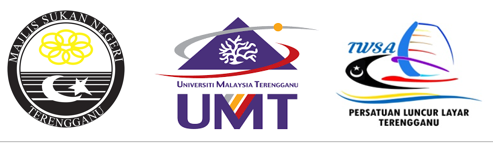 MAJLIS SUKAN NEGERI
TERENGGANU
UNIVERSITI MALAYSIA TERENGGANU
UMT
TWSA
PERSATUAN LUNCUR LAYAR
TERENGGANU